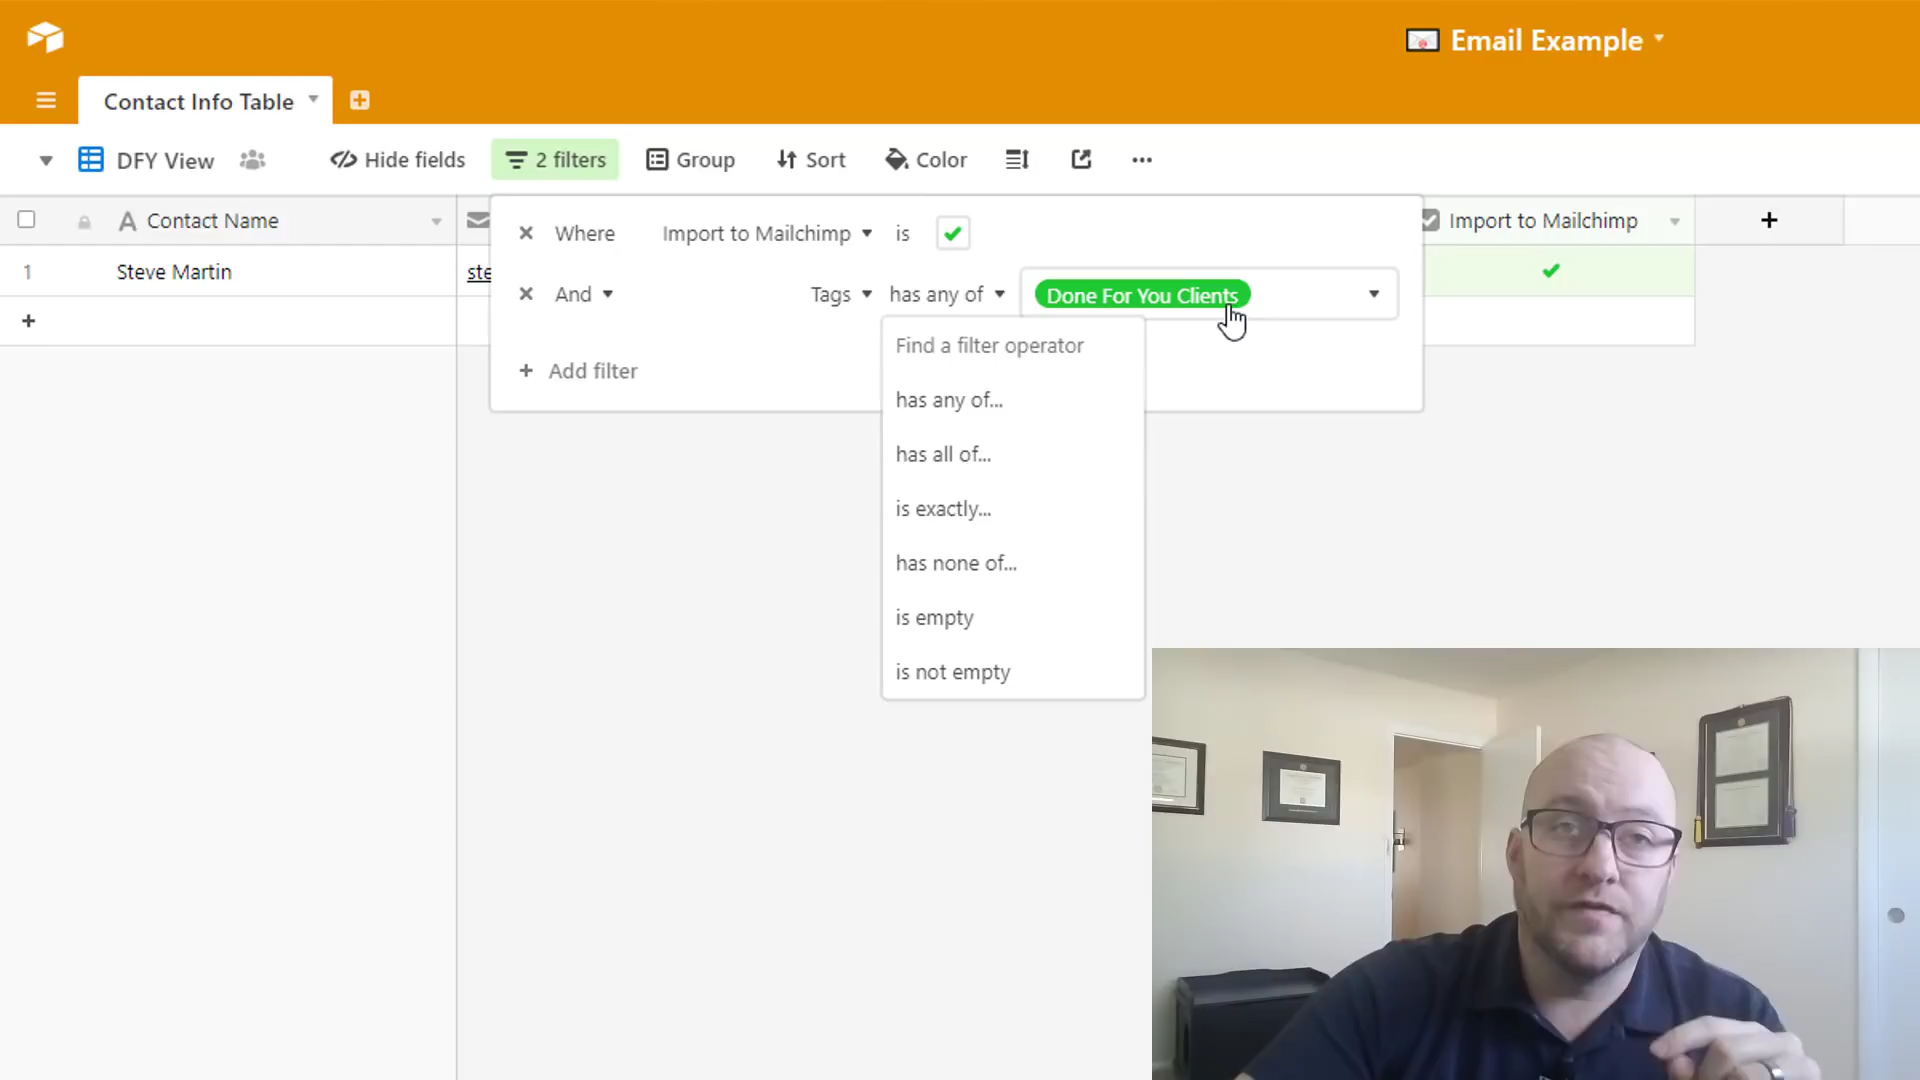 Email Example
Contact Info Table
DFY View
Hide fields
2 filters
Group
Sort
Color
Contact Name
Import to Mailchimp
Where
Import to Mailchimp
is
And
Tags
has any of
Done For You Clients
1
Steve Martin
ste
Find a filter operator
Add filter
has any of...
has all of...
is exactly...
has none of...
is empty
is not empty